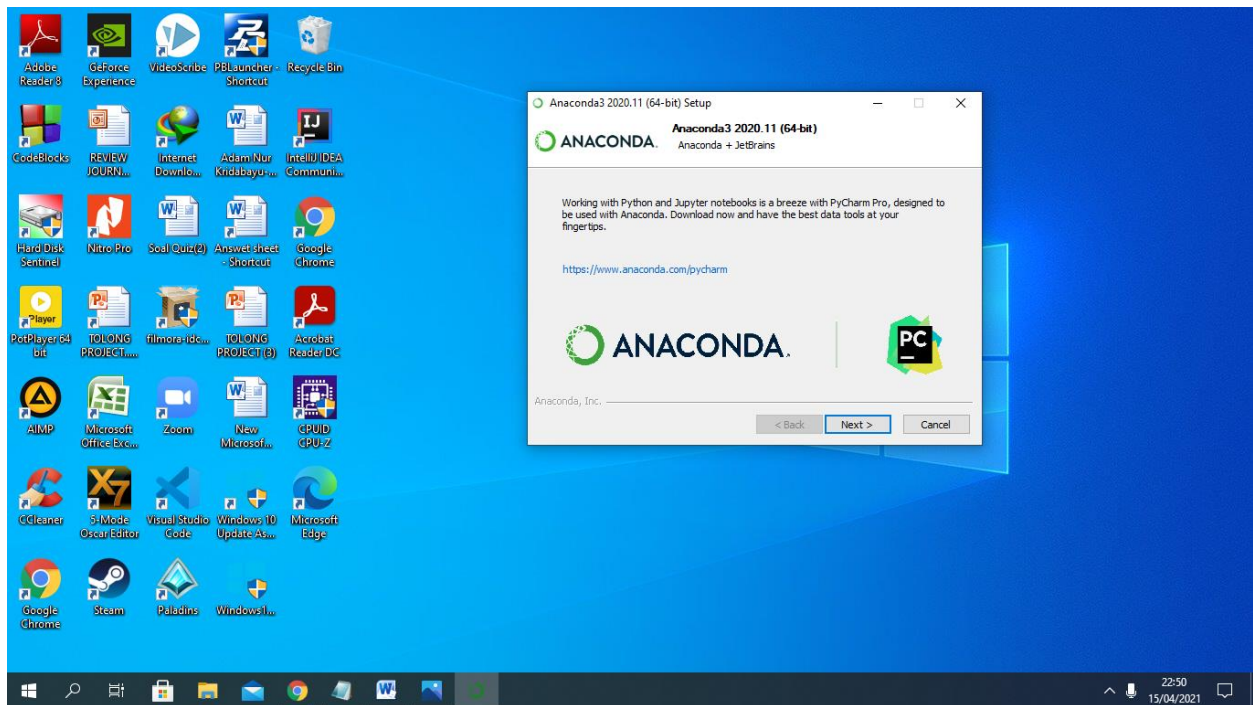 Adobe
Reader 8
GeForce
Experience
VideoScribe
PBLauncher -
Shortcut
Recycle Bin
CodeBlocks
REVIEW
JOURN...
Internet
Downlo...
Adam Nur
Kridabayu-...
IntelliJ IDEA
Communi...
Hard Disk
Sentinel
Nitro Pro
Soal Quiz(2)
Answet sheet
- Shortcut
Google
Chrome
Player
PotPlayer 64
bit
TOLONG
PROJECT....
filmora-idc...
TOLONG
PROJECT (3)
Acrobat
Reader DC
AIMP
Microsoft
Office Exc...
Zoom
New
Microsof...
CPUID
CPU-Z
CCleaner
X7
5-Mode
Oscar Editor
Visual Studio
Code
Windows 10
Update As...
Microsoft
Edge
Google
Chrome
Steam
Paladins
Windows1...
Anaconda3 2020.11 (64-bit) Setup
ANACONDA.
Anaconda3 2020.11 (64-bit)
Anaconda + JetBrains
Working with Python and Jupyter notebooks is a breeze with PyCharm Pro, designed to
be used with Anaconda. Download now and have the best data tools at your
fingertips.
https://www.anaconda.com/pycharm
ANACONDA.
PC
Anaconda, Inc.
< Back
Next >
Cancel
22:50
15/04/2021